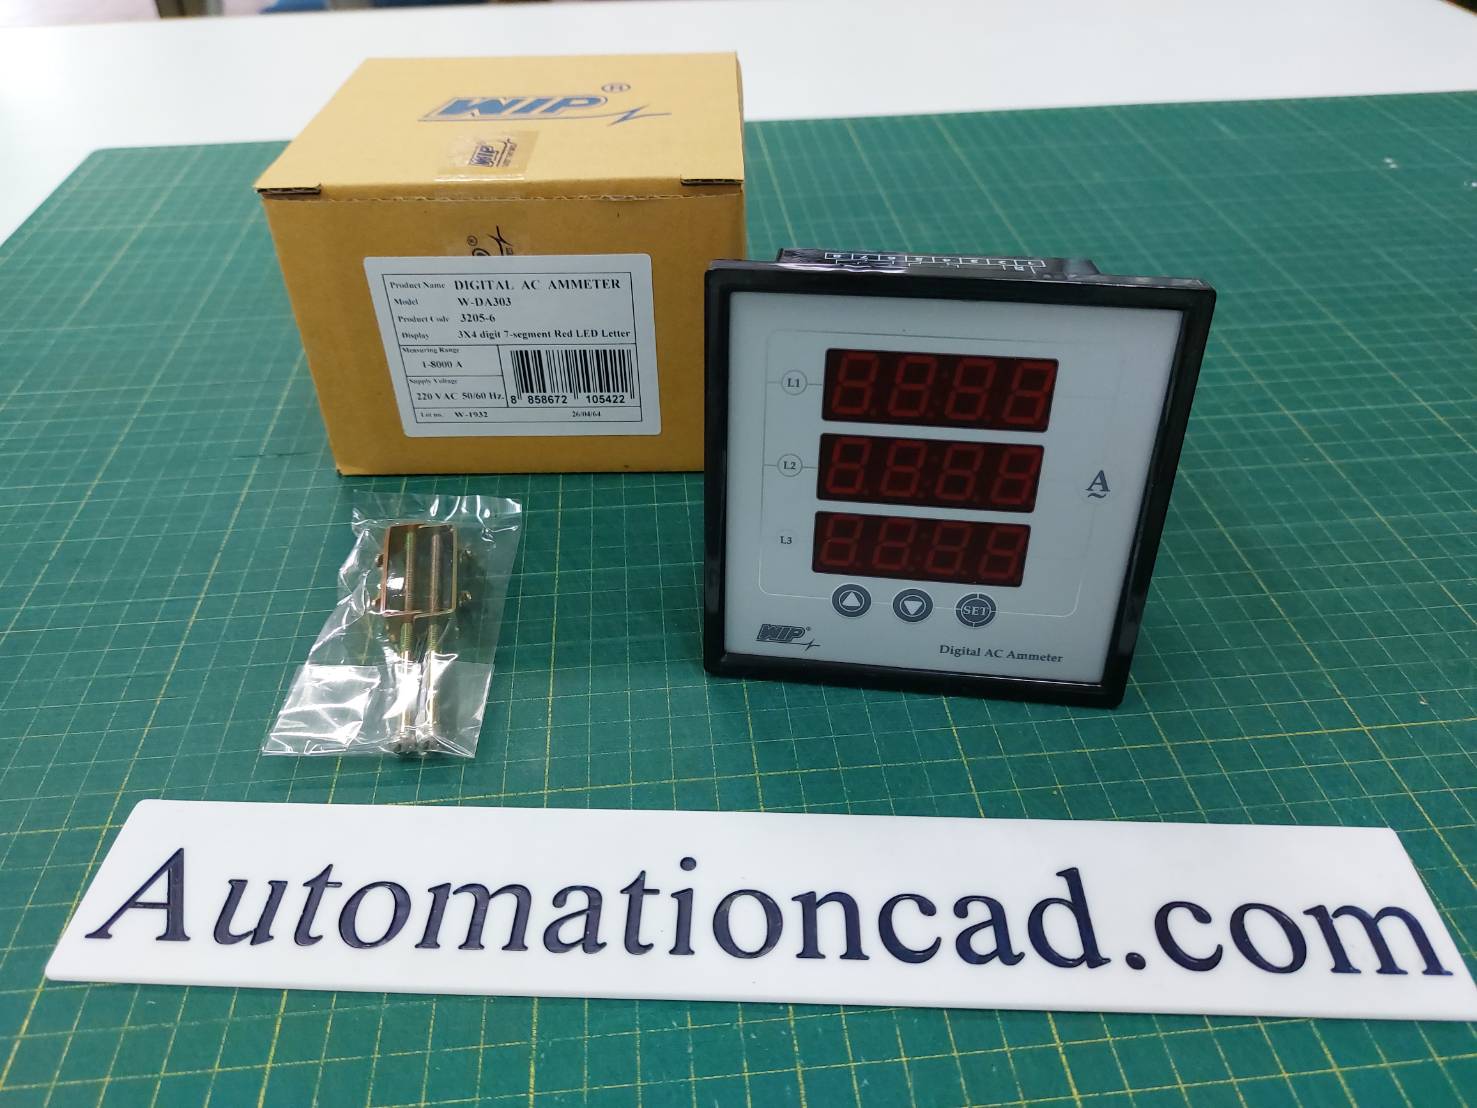 WIP®
WIP
Product Name DIGITAL AC AMMETER
Model W-DA303
Product Code 3205-6
Display 3X4 digit 7-segment Red LED Letter
Measuring Range
1-8000 A
Supply Voltage
220 VAC 50/60 Hz.
8 858672 105422
Lot no. W-1932 26/04/64
L1
L2
L3
A
SET
WIP®
Digital AC Ammeter
Automationcad.com